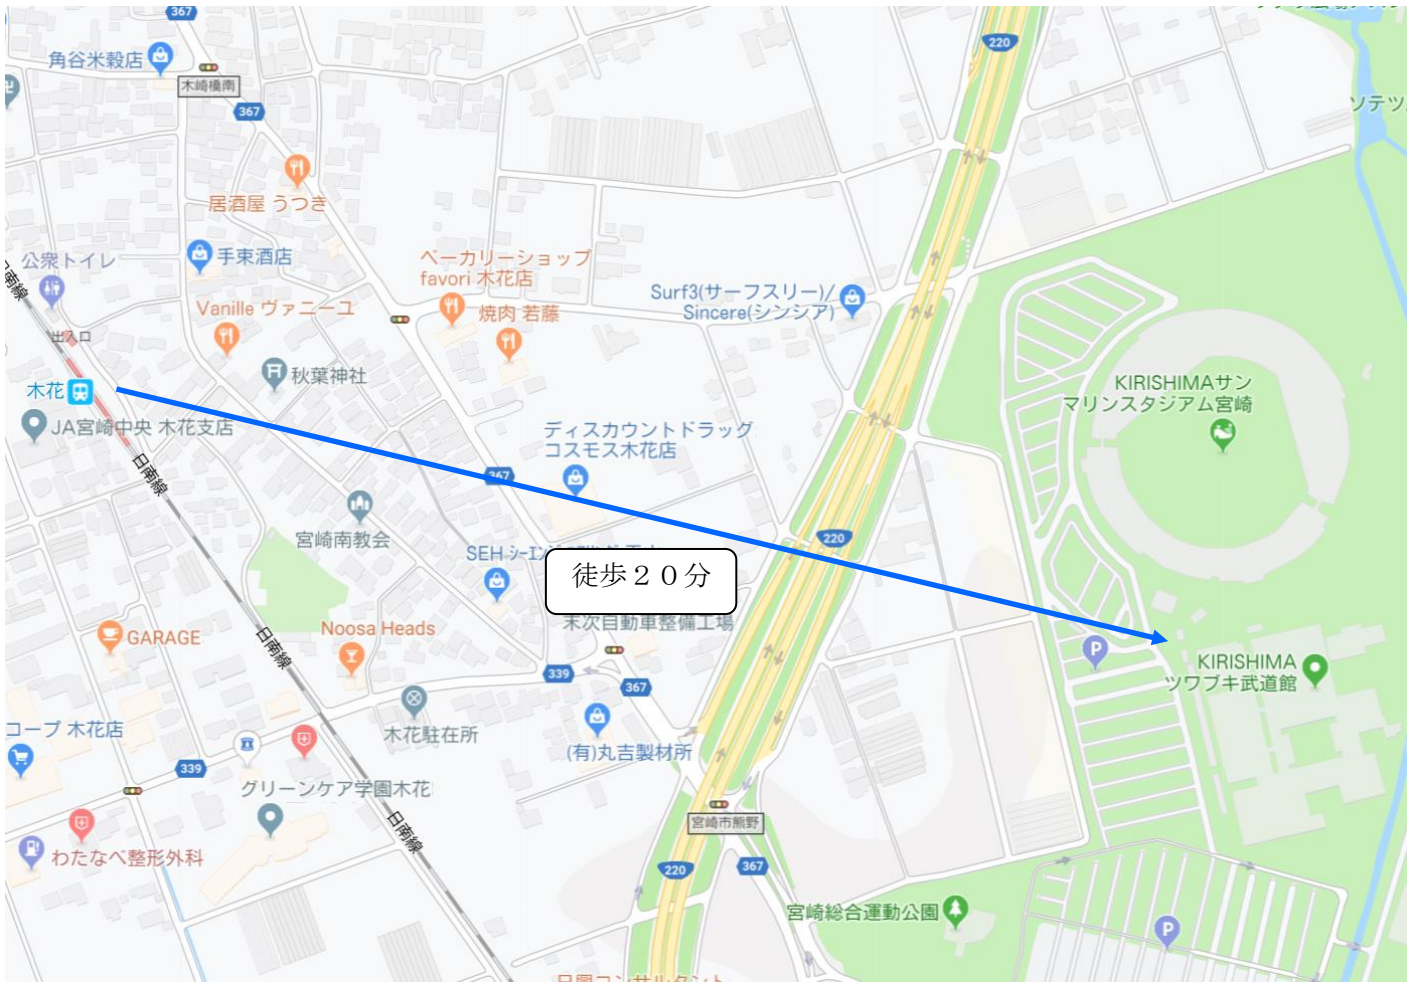 367
220
角谷米穀店
木崎橋南
ソテツ
367
居酒屋 うつき
手束酒店
公衆トイレ
日南線
ベーカリーショップ
favori 木花店
Surf3(サーフスリー)/
Sincere(シンシア)
Vanille ヴァニーユ
焼肉 若藤
出入口
秋葉神社
木花
KIRISHIMAサン
マリンスタジアム宮崎
JA宮崎中央 木花支店
ディスカウントドラッグ
コスモス木花店
日南線
367
宮崎南教会
220
SEH
徒歩20分
末次自動車整備工場
GARAGE
Noosa Heads
日南線
P
KIRISHIMA
ツワブキ武道館
339
367
コープ 木花店
木花駐在所
(有)丸吉製材所
339
グリーンケア学園木花
日南線
宮崎市熊野
わたなべ整形外科
220
367
宮崎総合運動公園
P
日興コンサルタント